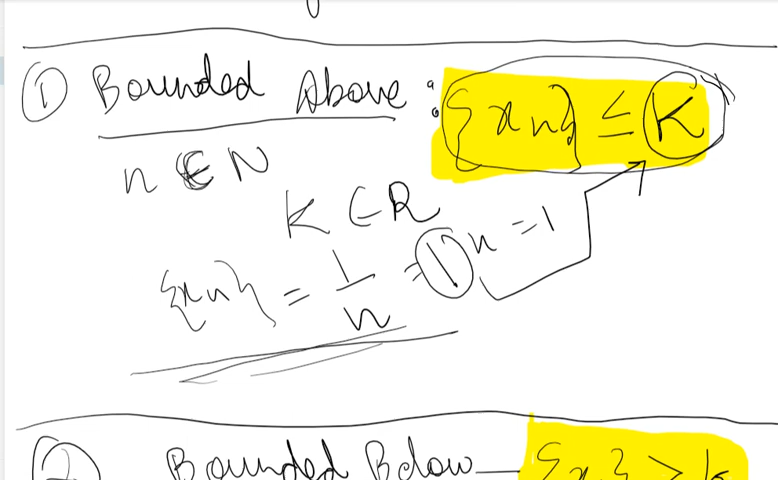 ① Bounded Above : {xn} ≤ K
n ∈ N
K ∈ R
{xn} = 1/n = 1 n = 1
② Bounded Below — {xn} ≥ k